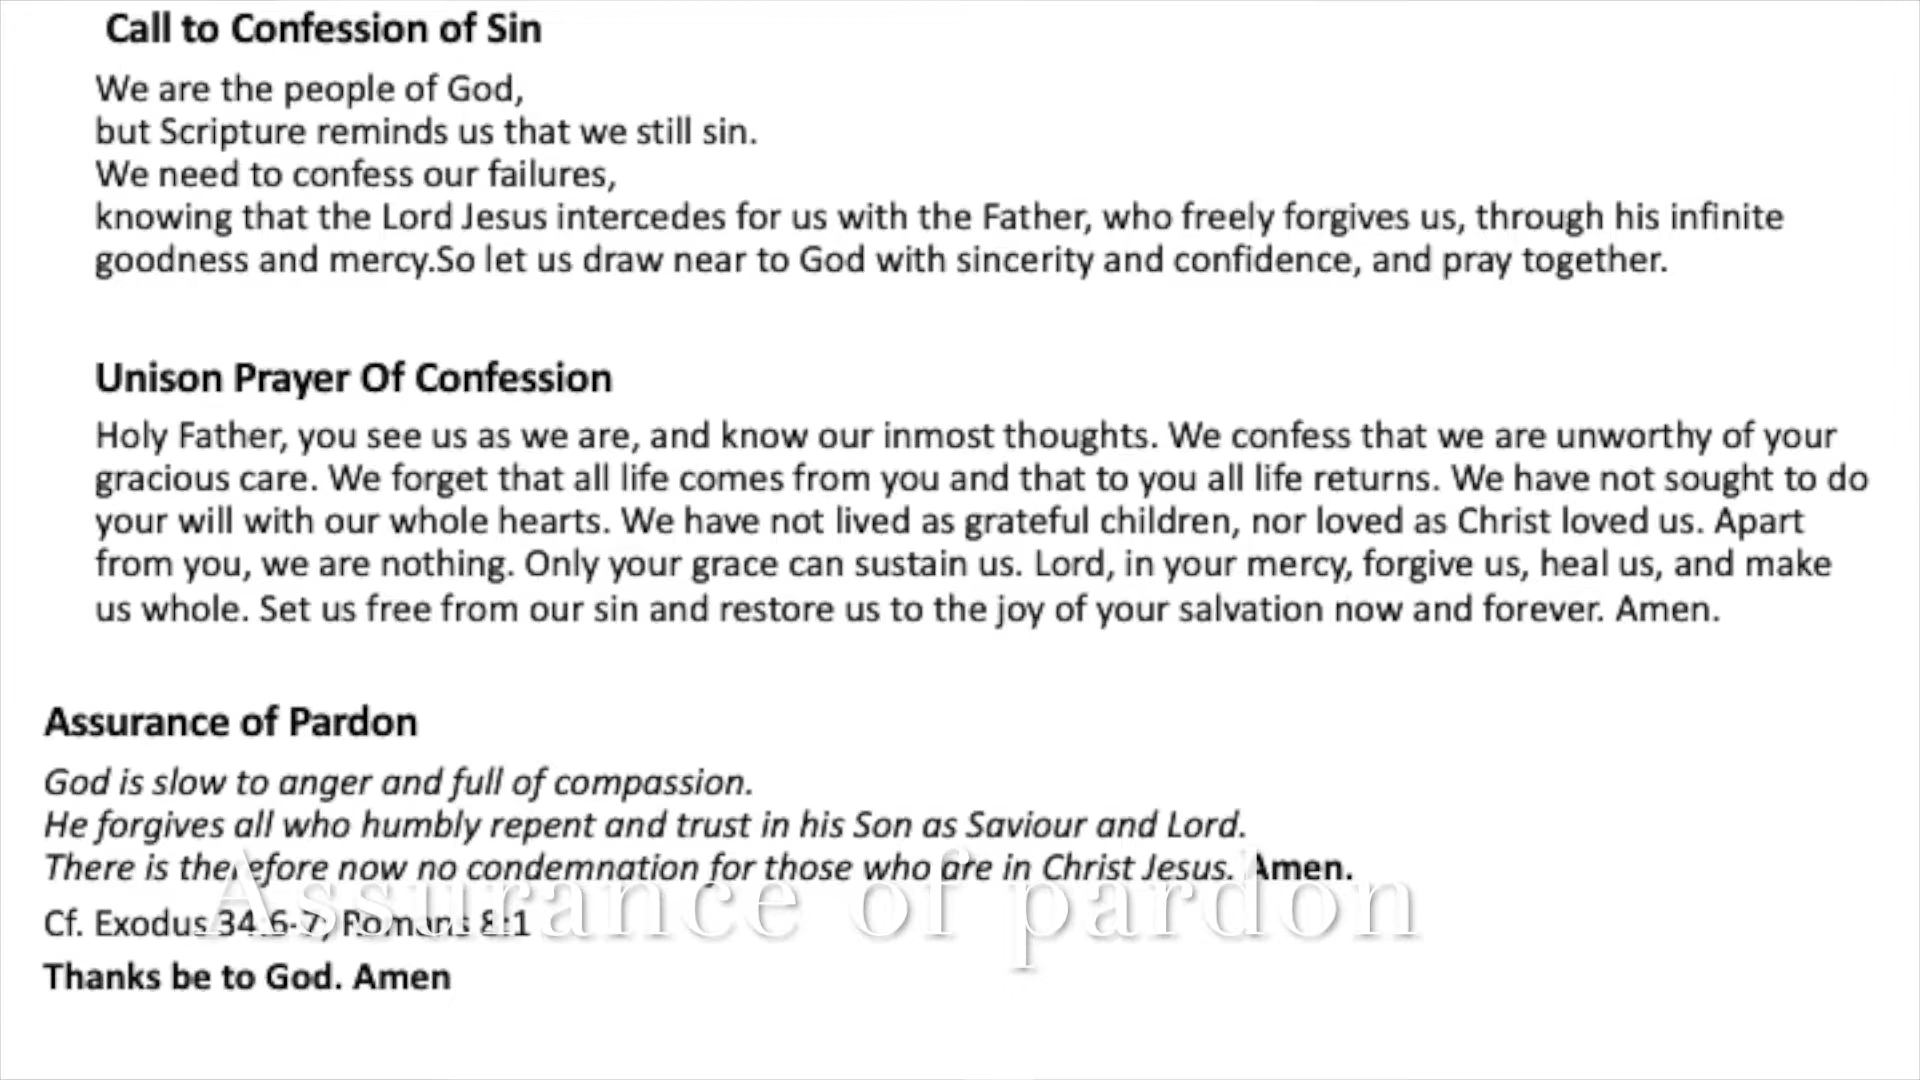 Call to Confession of Sin
We are the people of God,
but Scripture reminds us that we still sin.
We need to confess our failures,
knowing that the Lord Jesus intercedes for us with the Father, who freely forgives us, through his infinite
goodness and mercy.So let us draw near to God with sincerity and confidence, and pray together.
Unison Prayer Of Confession
Holy Father, you see us as we are, and know our inmost thoughts. We confess that we are unworthy of your
gracious care. We forget that all life comes from you and that to you all life returns. We have not sought to do
your will with our whole hearts. We have not lived as grateful children, nor loved as Christ loved us. Apart
from you, we are nothing. Only your grace can sustain us. Lord, in your mercy, forgive us, heal us, and make
us whole. Set us free from our sin and restore us to the joy of your salvation now and forever. Amen.
Assurance of Pardon
God is slow to anger and full of compassion.
He forgives all who humbly repent and trust in his Son as Saviour and Lord.
There is therefore now no condemnation for those who are in Christ Jesus. Amen.
Assurance of pardon
Cf. Exodus 34:6-7; Romans 8:1
Thanks be to God. Amen